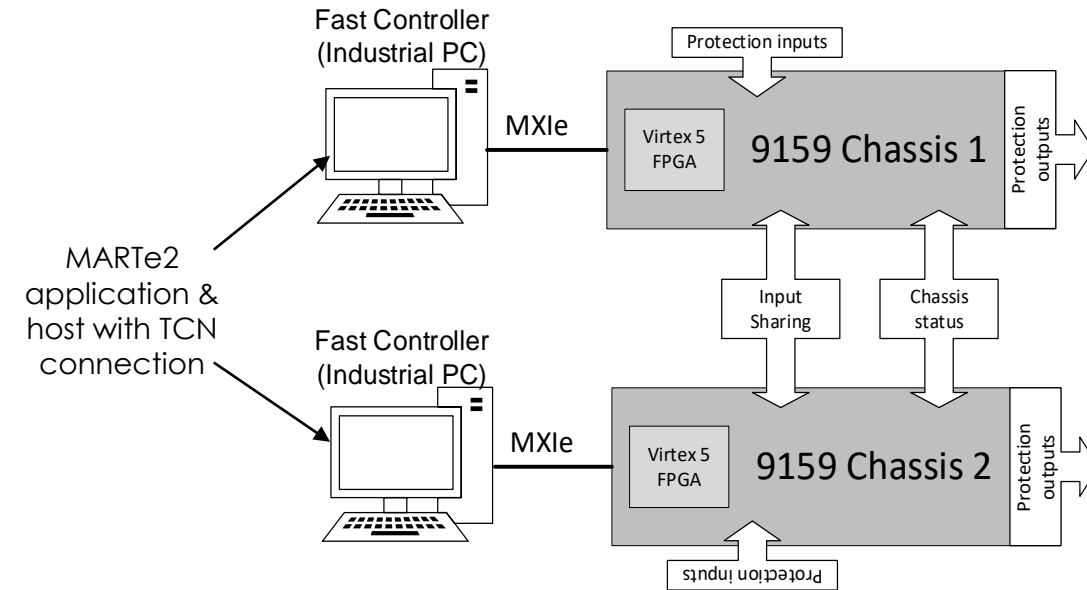 Fast Controller
(Industrial PC)
MXIe
Protection inputs
Virtex 5
FPGA
9159 Chassis 1
Protection
outputs
MARTe2
application &
host with TCN
connection
Input
Sharing
Chassis
status
Fast Controller
(Industrial PC)
MXIe
Virtex 5
FPGA
9159 Chassis 2
Protection
outputs
Protection inputs